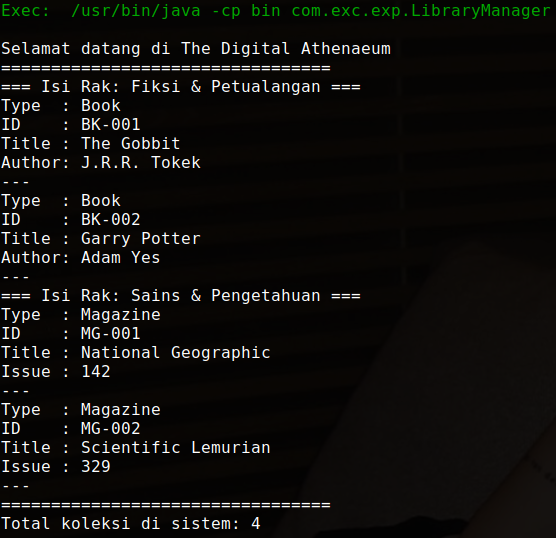 Exec:  /usr/bin/java -cp bin com.exc.exp.LibraryManager

Selamat datang di The Digital Athenaeum
=================================
=== Isi Rak: Fiksi & Petualangan ===
Type  : Book
ID    : BK-001
Title : The Gobbit
Author: J.R.R. Tokek
---
Type  : Book
ID    : BK-002
Title : Garry Potter
Author: Adam Yes
---
=== Isi Rak: Sains & Pengetahuan ===
Type  : Magazine
ID    : MG-001
Title : National Geographic
Issue : 142
---
Type  : Magazine
ID    : MG-002
Title : Scientific Lemurian
Issue : 329
---
=================================
Total koleksi di sistem: 4